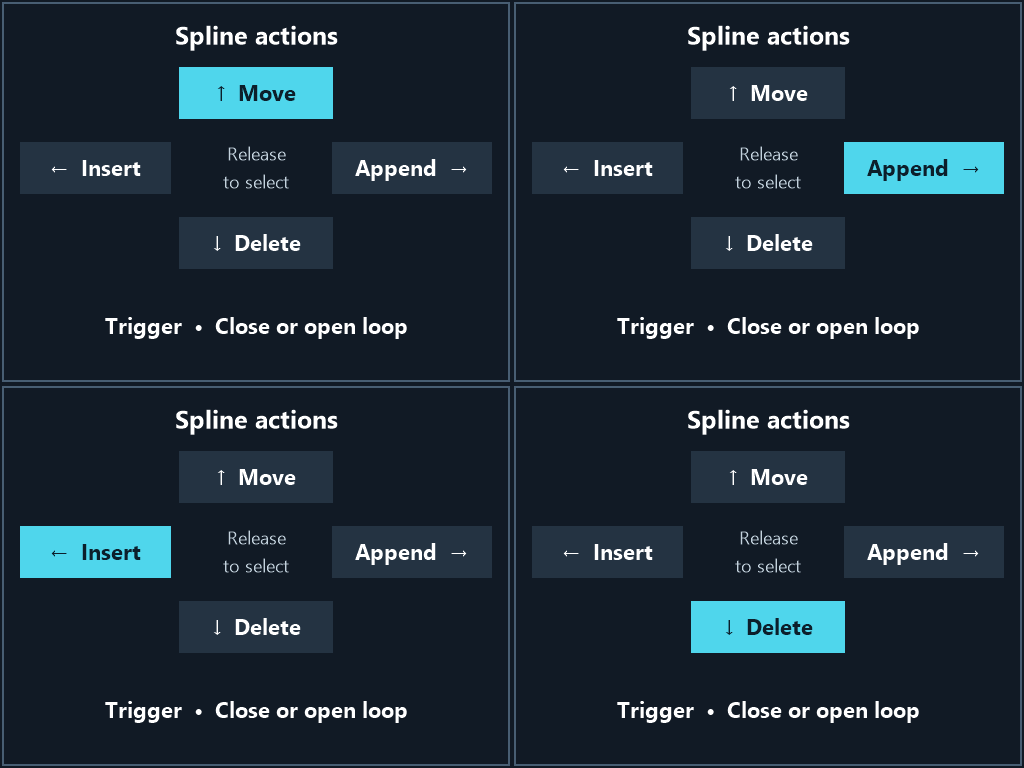 Spline actions
↑ Move
← Insert
Release
to select
Append →
↓ Delete
Trigger • Close or open loop
Spline actions
↑ Move
← Insert
Release
to select
Append →
↓ Delete
Trigger • Close or open loop
Spline actions
↑ Move
← Insert
Release
to select
Append →
↓ Delete
Trigger • Close or open loop
Spline actions
↑ Move
← Insert
Release
to select
Append →
↓ Delete
Trigger • Close or open loop